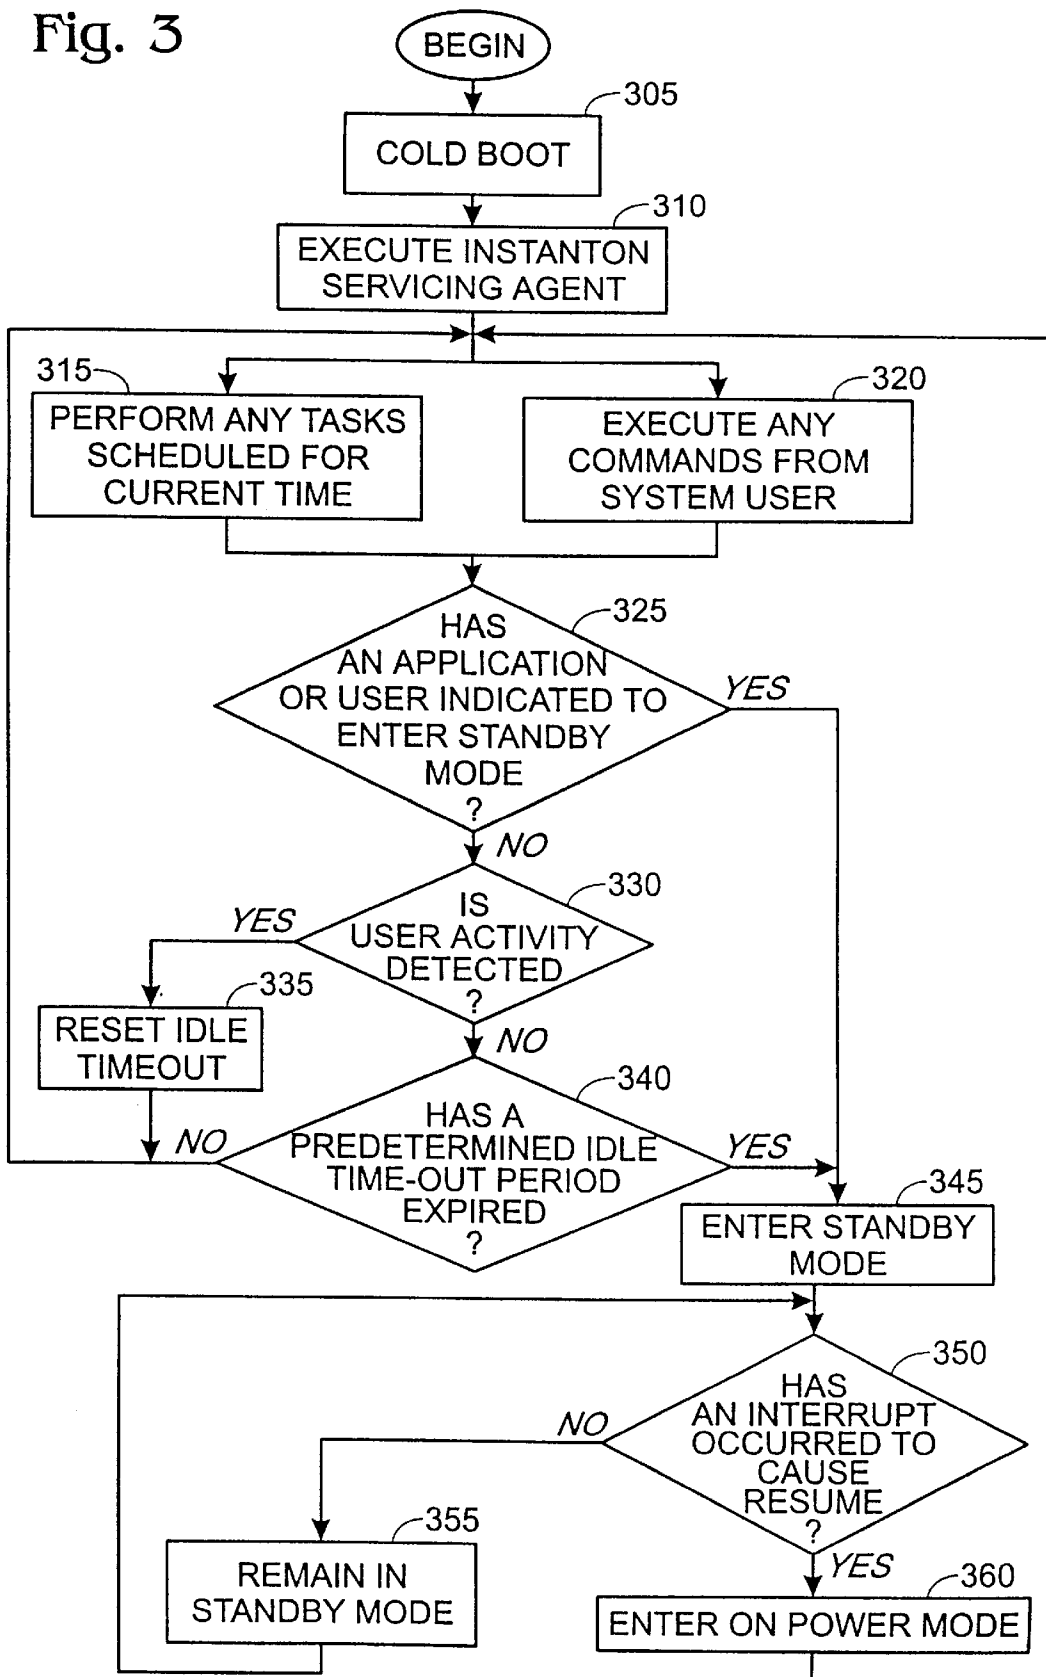 Fig. 3
BEGIN
305
COLD BOOT
310
EXECUTE INSTANTON
SERVICING AGENT
315
PERFORM ANY TASKS
SCHEDULED FOR
CURRENT TIME
320
EXECUTE ANY
COMMANDS FROM
SYSTEM USER
325
HAS
AN APPLICATION
OR USER INDICATED TO
ENTER STANDBY
MODE
?
YES
NO
330
IS
USER ACTIVITY
DETECTED
?
YES
335
RESET IDLE
TIMEOUT
NO
340
HAS A
PREDETERMINED IDLE
TIME-OUT PERIOD
EXPIRED
?
NO
YES
345
ENTER STANDBY
MODE
350
HAS
AN INTERRUPT
OCCURRED TO
CAUSE
RESUME
?
NO
355
REMAIN IN
STANDBY MODE
YES
360
ENTER ON POWER MODE